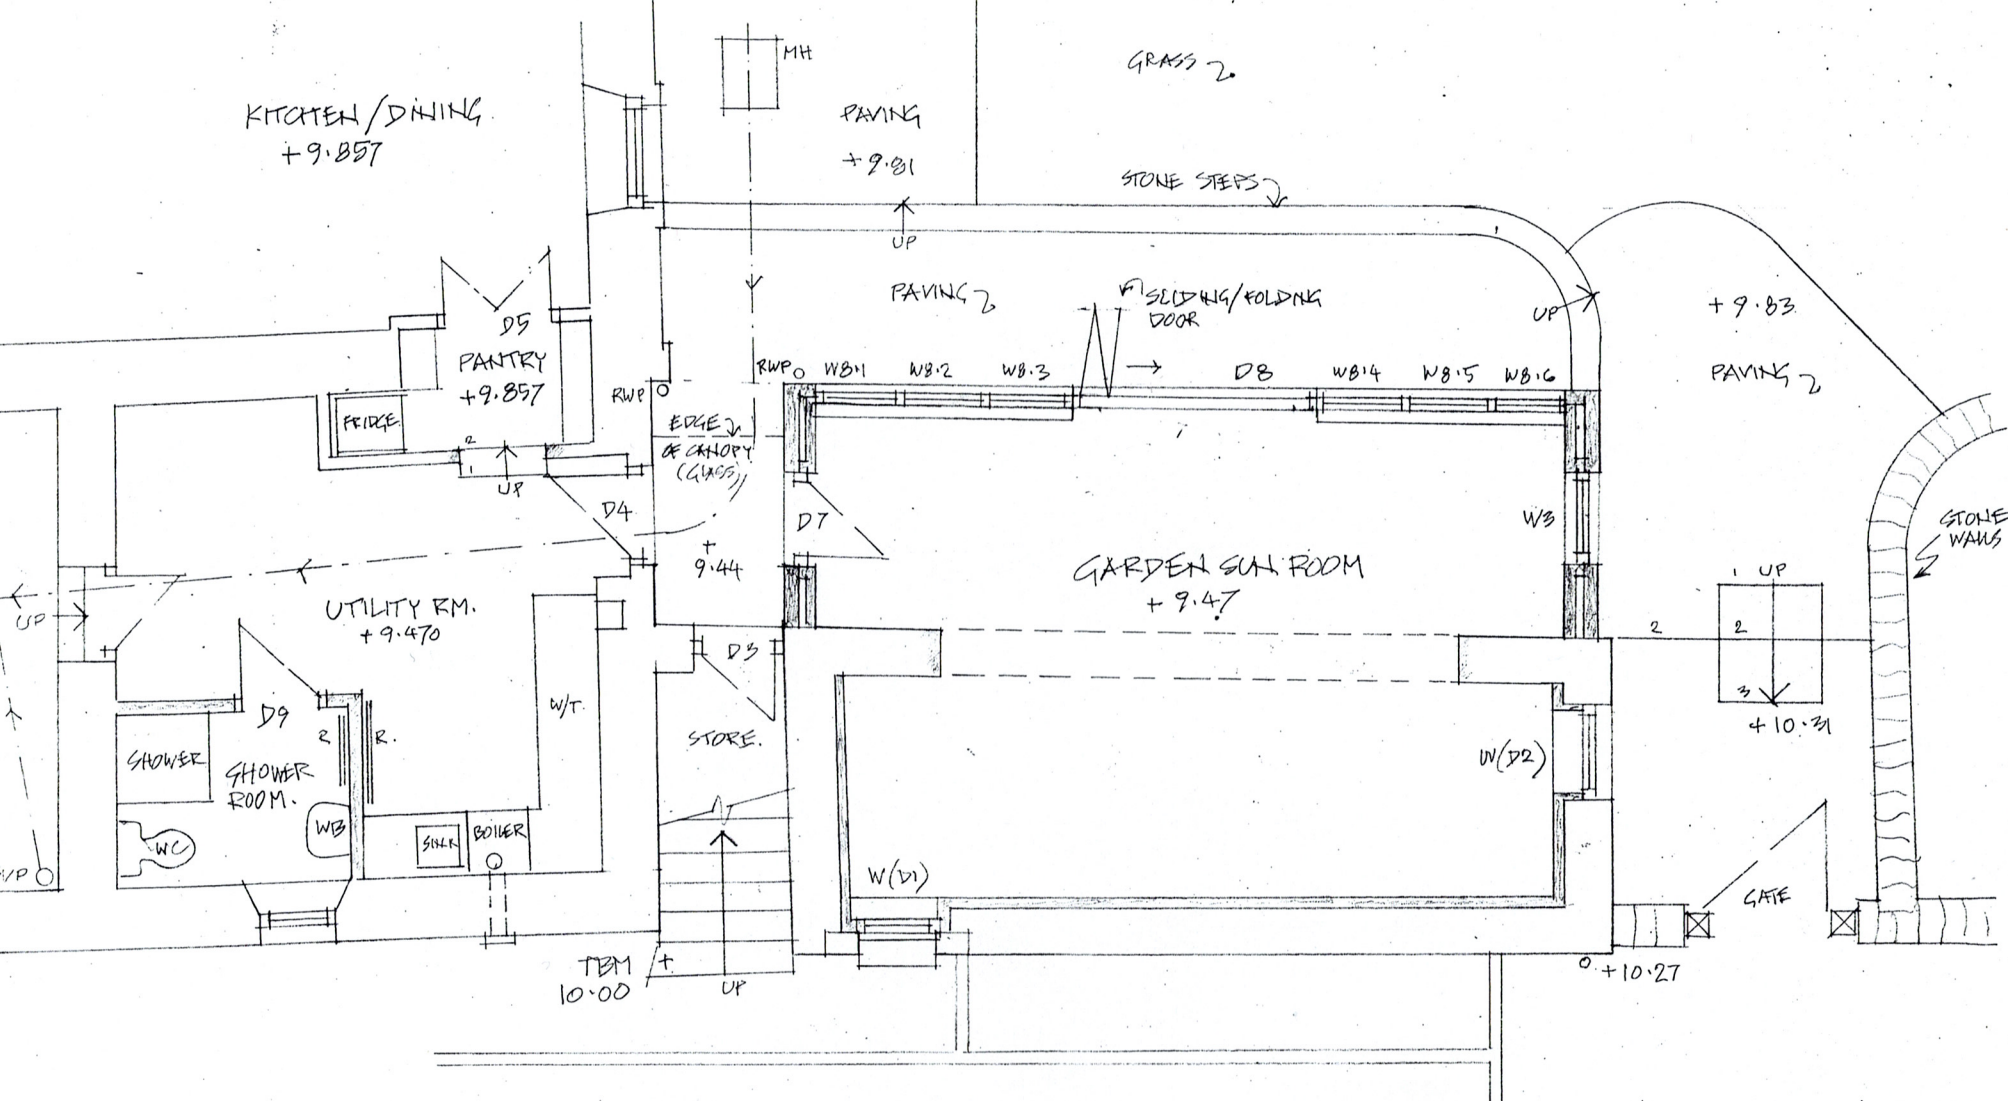 MH
GRASS
KITCHEN/DINING
+9.857
PAVING
+9.81
STONE STEPS
UP
PAVING
SLIDING/FOLDING
DOOR
UP
+9.83
PAVING
D5
PANTRY
+9.857
RWP
RWP
W8·1
W8·2
W8·3
D8
W8·4
W8·5
W8·6
FRIDGE
EDGE
OF CANOPY
(GLASS)
2
1
UP
D4
D7
W3
STONE
WALLS
+
9.44
GARDEN SUN ROOM
+ 9.47
1 UP
UP
UTILITY RM.
+9.470
2
2
D3
3
+10.31
D9
R
R.
W/T.
STORE.
SHOWER
SHOWER
ROOM.
W(D2)
WB
SINK
BOILER
WC
W(D1)
GATE
TBM
10.00
+
UP
+10.27